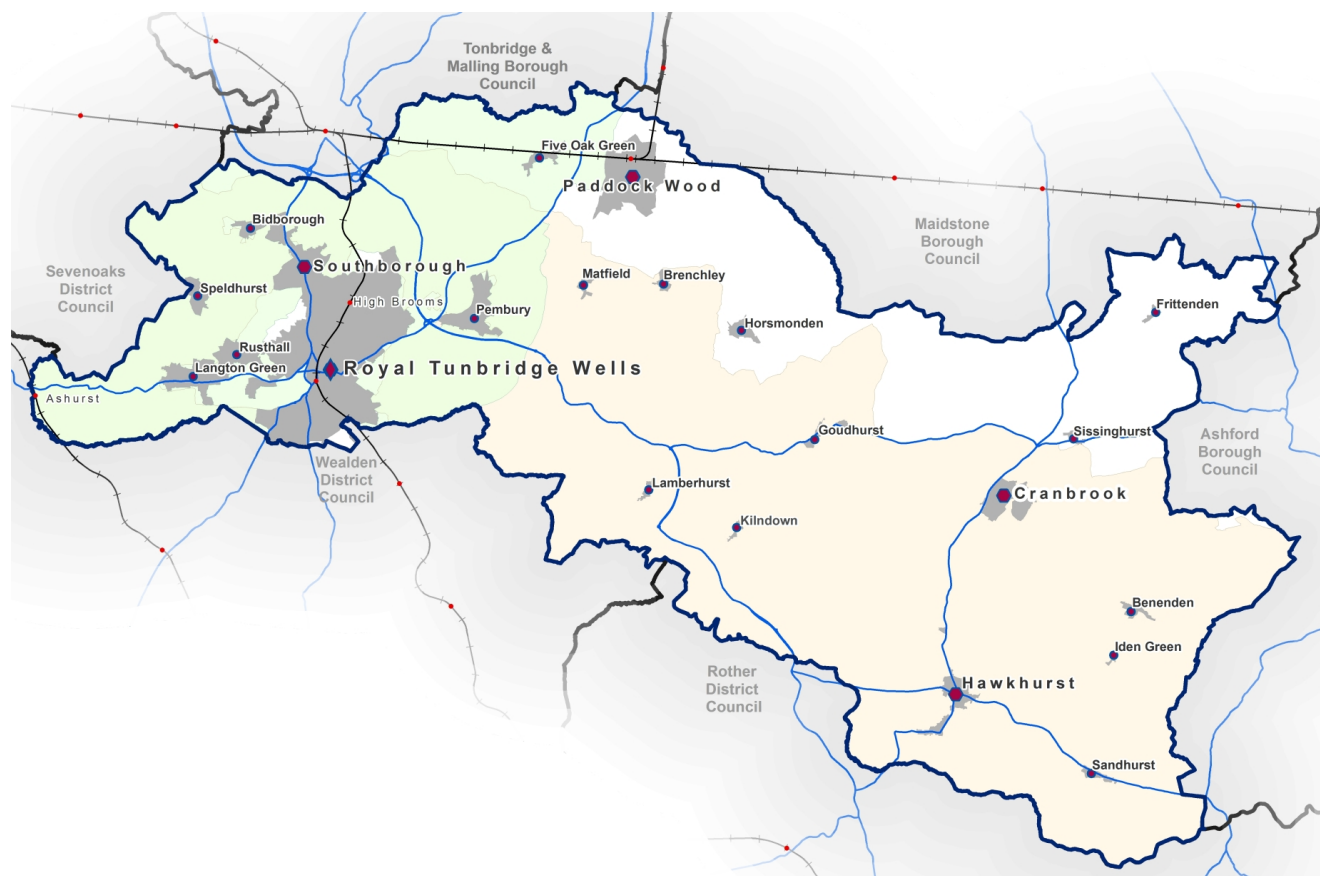 Tonbridge &
Malling Borough
Council
Five Oak Green
Paddock Wood
Bidborough
Maidstone
Borough
Council
Sevenoaks
District
Council
Southborough
Matfield
Brenchley
Speldhurst
High Brooms
Pembury
Frittenden
Horsmonden
Rusthall
Langton Green
Royal Tunbridge Wells
Ashurst
Goudhurst
Sissinghurst
Ashford
Borough
Council
Wealden
District
Council
Lamberhurst
Cranbrook
Kilndown
Benenden
Iden Green
Rother
District
Council
Hawkhurst
Sandhurst